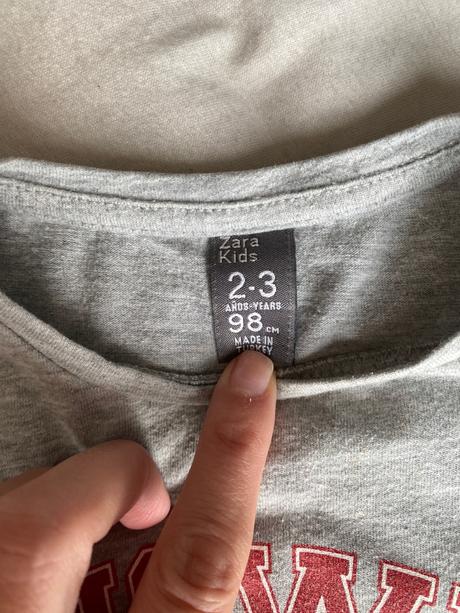 Zara
Kids
2-3
AÑOS-YEARS
98 CM
MADE IN
TURKEY